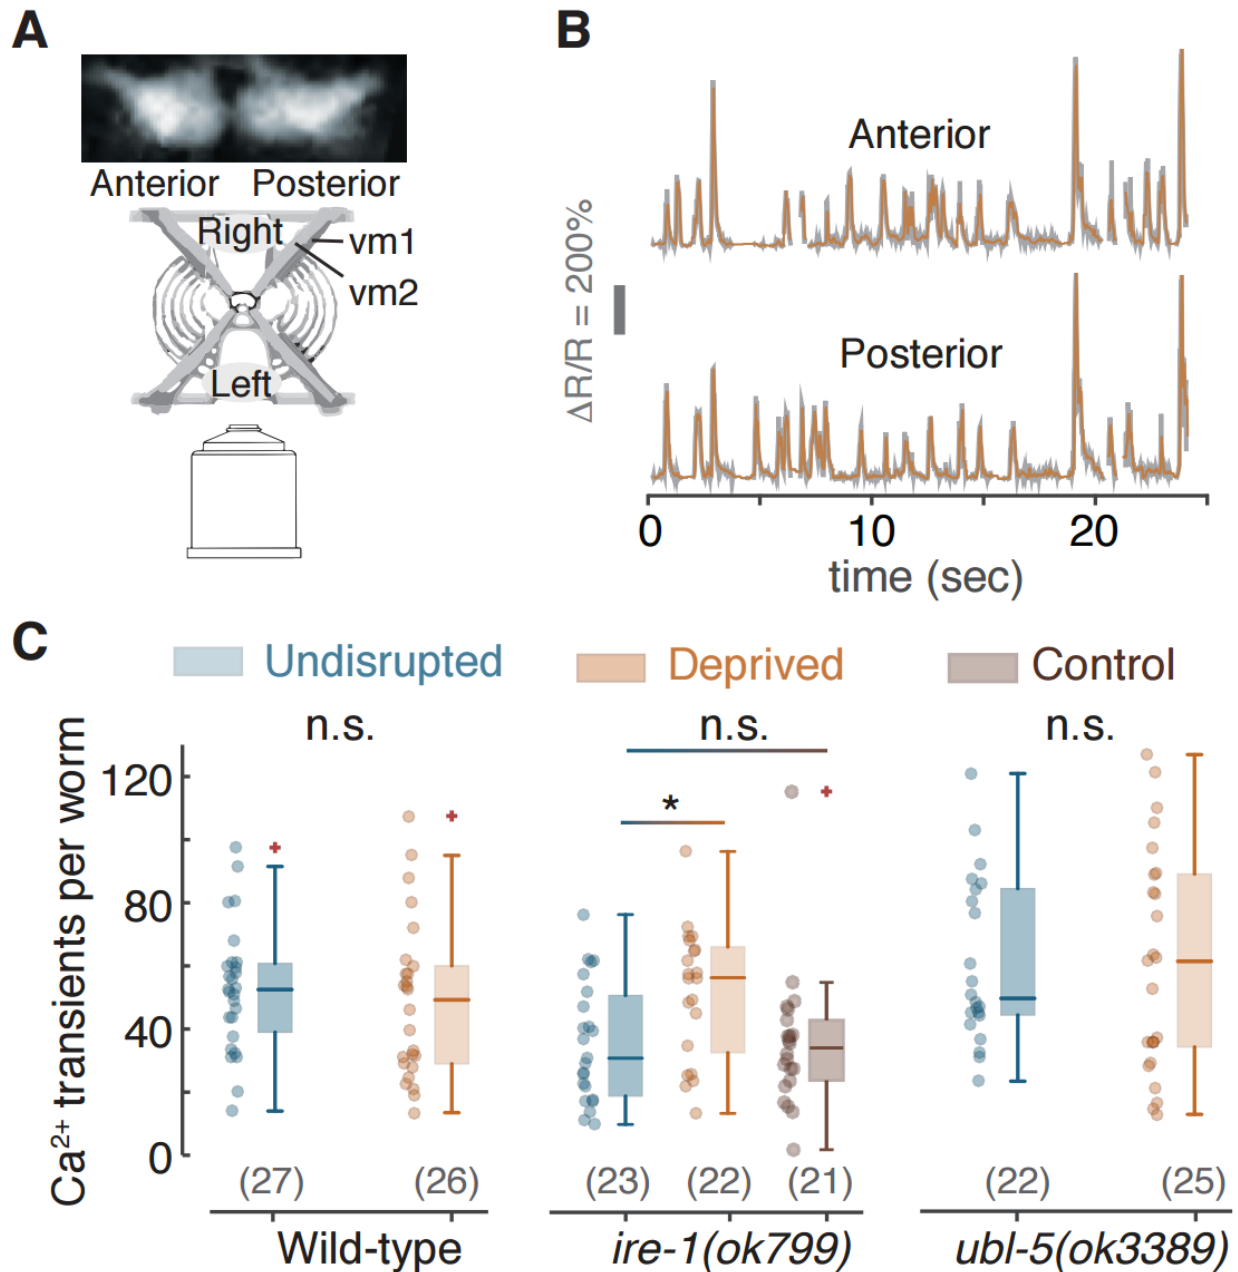 A
Anterior Posterior
Right
vm1
vm2
Left
B
Anterior
ΔR/R = 200%
Posterior
0 10 20
time (sec)
C
Undisrupted Deprived Control
n.s. n.s. n.s.
*
Ca²⁺ transients per worm
120
80
40
0
(27) (26) (23) (22) (21) (22) (25)
Wild-type ire-1(ok799) ubl-5(ok3389)